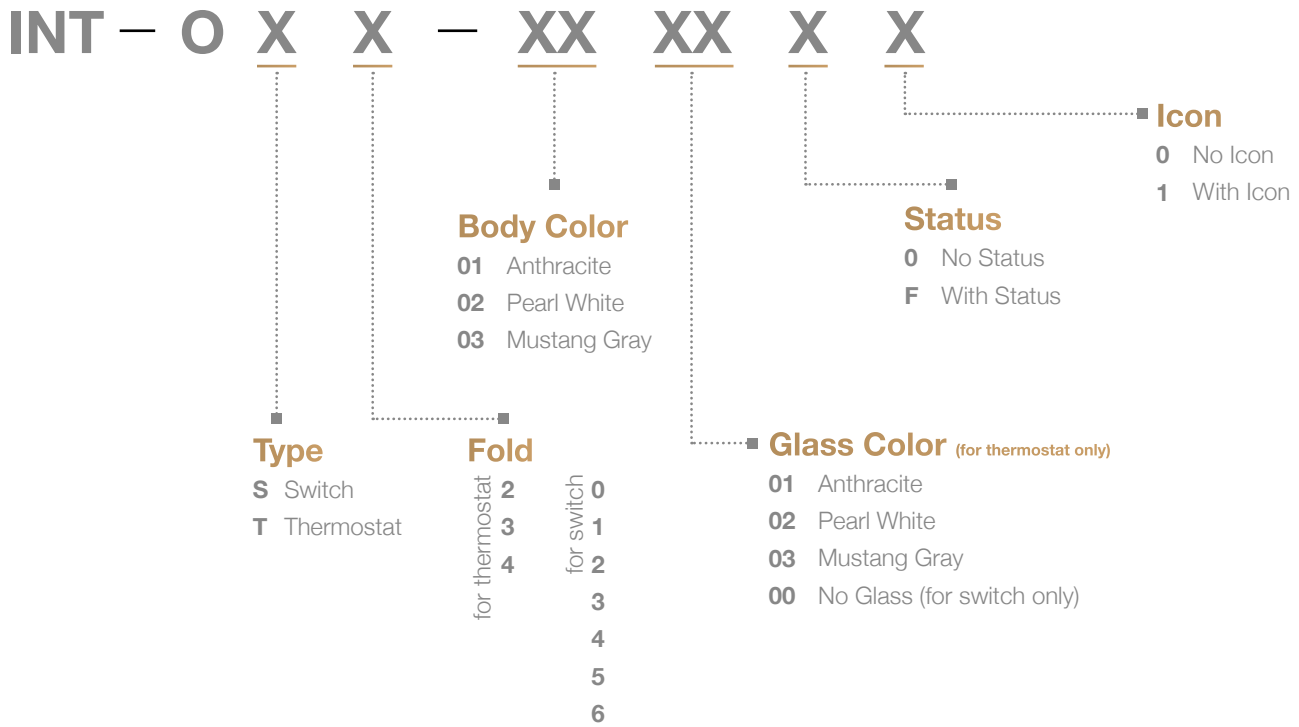 INT — O X X — XX XX X X
Icon
0 No Icon
1 With Icon
Status
0 No Status
F With Status
Body Color
01 Anthracite
02 Pearl White
03 Mustang Gray
Type
S Switch
T Thermostat
Fold
for thermostat
2
3
4
for switch
0
1
2
3
4
5
6
Glass Color (for thermostat only)
01 Anthracite
02 Pearl White
03 Mustang Gray
00 No Glass (for switch only)